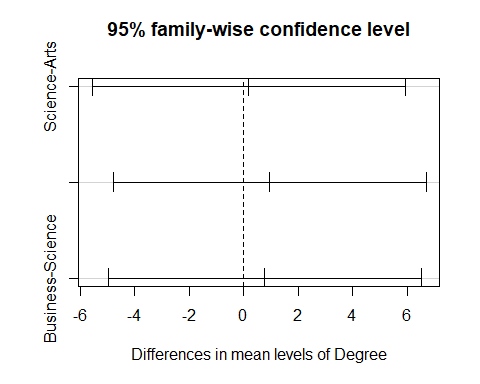 95% family-wise confidence level
Science-Arts
Business-Science
-6 -4 -2 0 2 4 6
Differences in mean levels of Degree